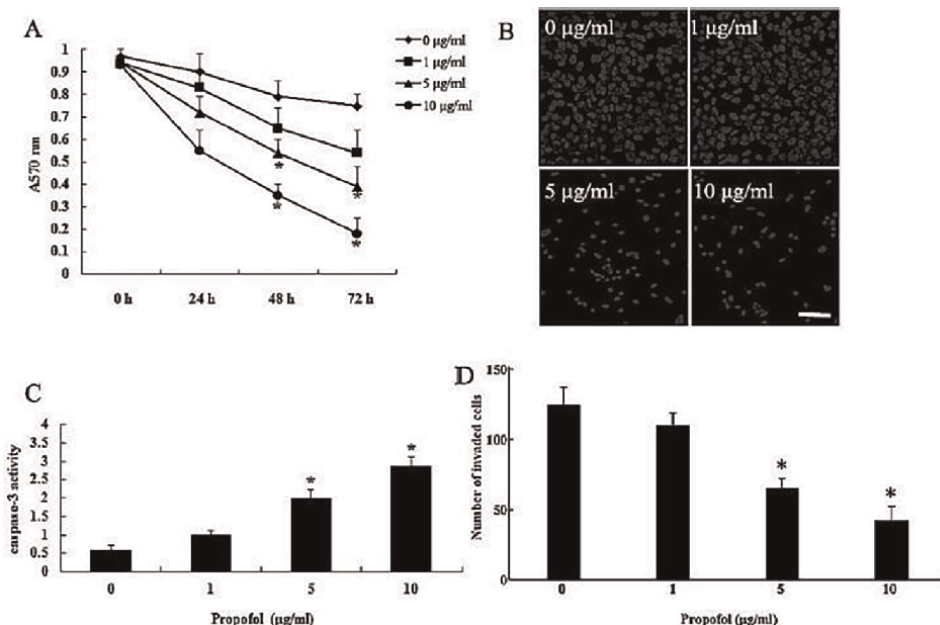 A
1
0.9
0.8
0.7
0.6
0.5
0.4
0.3
0.2
0.1
0
A570 nm
0 h 24 h 48 h 72 h
0 µg/ml
1 µg/ml
5 µg/ml
10 µg/ml
*
*
*
*
B
0 µg/ml 1 µg/ml
5 µg/ml 10 µg/ml
C
4
3.5
3
2.5
2
1.5
1
0.5
0
caspase-3 activity
* *
0 1 5 10
Propofol (µg/ml)
D
150
100
50
0
Number of invaded cells
* *
0 1 5 10
Propofol (µg/ml)